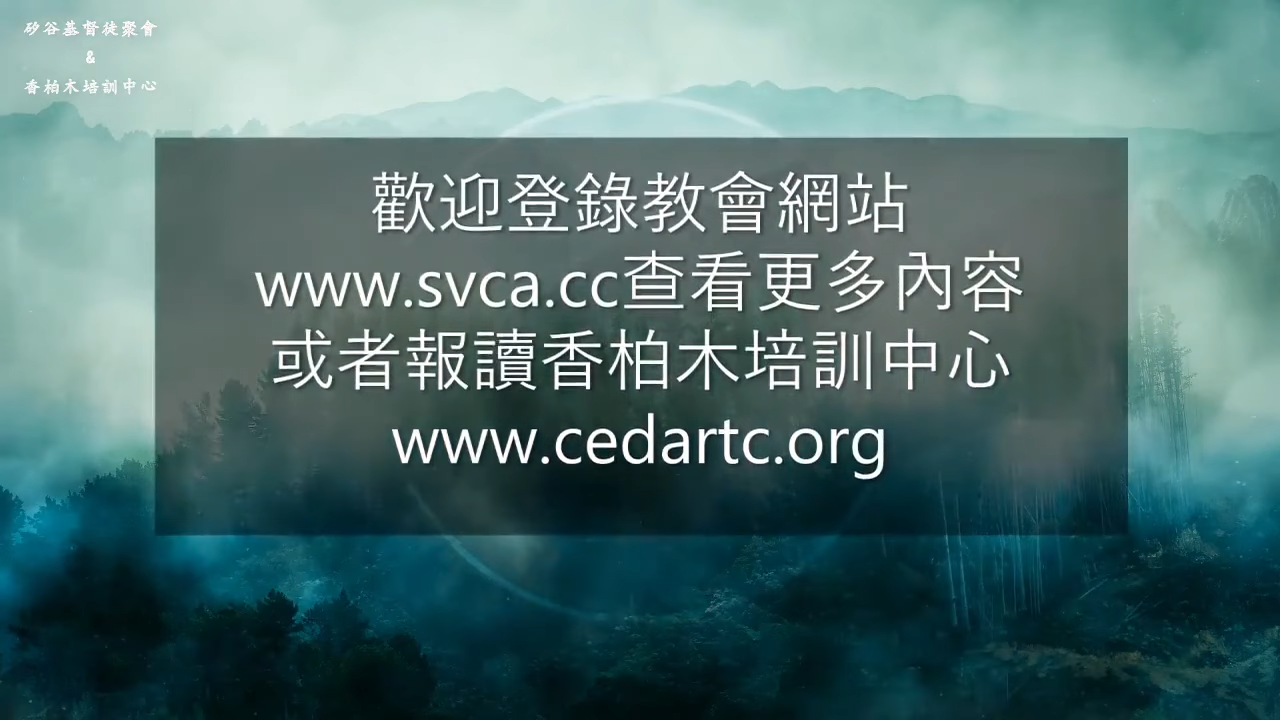 矽谷基督徒聚會
&
香柏木培訓中心
歡迎登錄教會網站
www.svca.cc查看更多內容
或者報讀香柏木培訓中心
www.cedartc.org